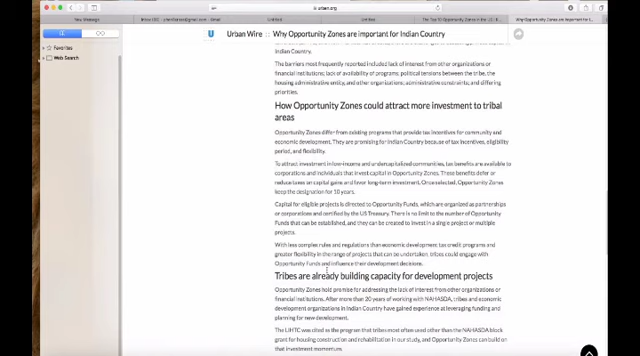 urban.org
New Message
Untitled
Untitled
Why Opportunity Zones are important for I
Favorites
Web Search
Urban Wire :: Why Opportunity Zones are important for Indian Country
Indian Country.
The barriers most frequently reported included lack of interest from other organizations or
financial institutions; lack of availability of programs; political tensions between the tribe, the
housing administrative entity, and other organizations; administrative constraints; and differing
priorities.
How Opportunity Zones could attract more investment to tribal
areas
Opportunity Zones differ from existing programs that provide tax incentives for community and
economic development. They are promising for Indian Country because of tax incentives, eligibility
period, and flexibility.
To attract investment in low-income and undercapitalized communities, tax benefits are available to
corporations and individuals that invest capital in Opportunity Zones. These benefits defer or
reduce taxes on capital gains and favor long-term investment. Once selected, Opportunity Zones
keep the designation for 10 years.
Capital for eligible projects is directed to Opportunity Funds, which are organized as partnerships
or corporations and certified by the US Treasury. There is no limit to the number of Opportunity
Funds that can be established, and they can be created to invest in a single project or multiple
projects.
With less complex rules and regulations than economic development tax credit programs and
greater flexibility in the range of projects that can be undertaken, tribes could engage with
Opportunity Funds and influence their development decisions.
Tribes are already building capacity for development projects
Opportunity Zones hold promise for addressing the lack of interest from other organizations or
financial institutions. After more than 20 years of working with NAHASDA, tribes and economic
development organizations in Indian Country have gained experience at leveraging funding and
planning for new development.
The LIHTC was cited as the program that tribes most often used other than the NAHASDA block
grant for housing construction and rehabilitation in our study, and Opportunity Zones can build on
that investment momentum.